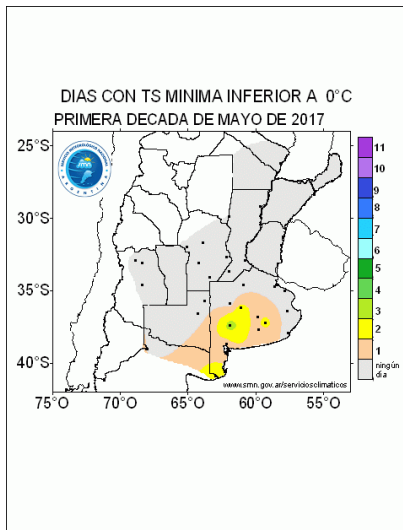 DIAS CON TS MINIMA INFERIOR A 0°C
PRIMERA DECADA DE MAYO DE 2017
25°S
30°S
35°S
40°S
75°O
70°O
65°O
60°O
55°O
www.smn.gov.ar/serviciosclimaticos
11
10
9
8
7
6
5
4
3
2
1
ningún
día